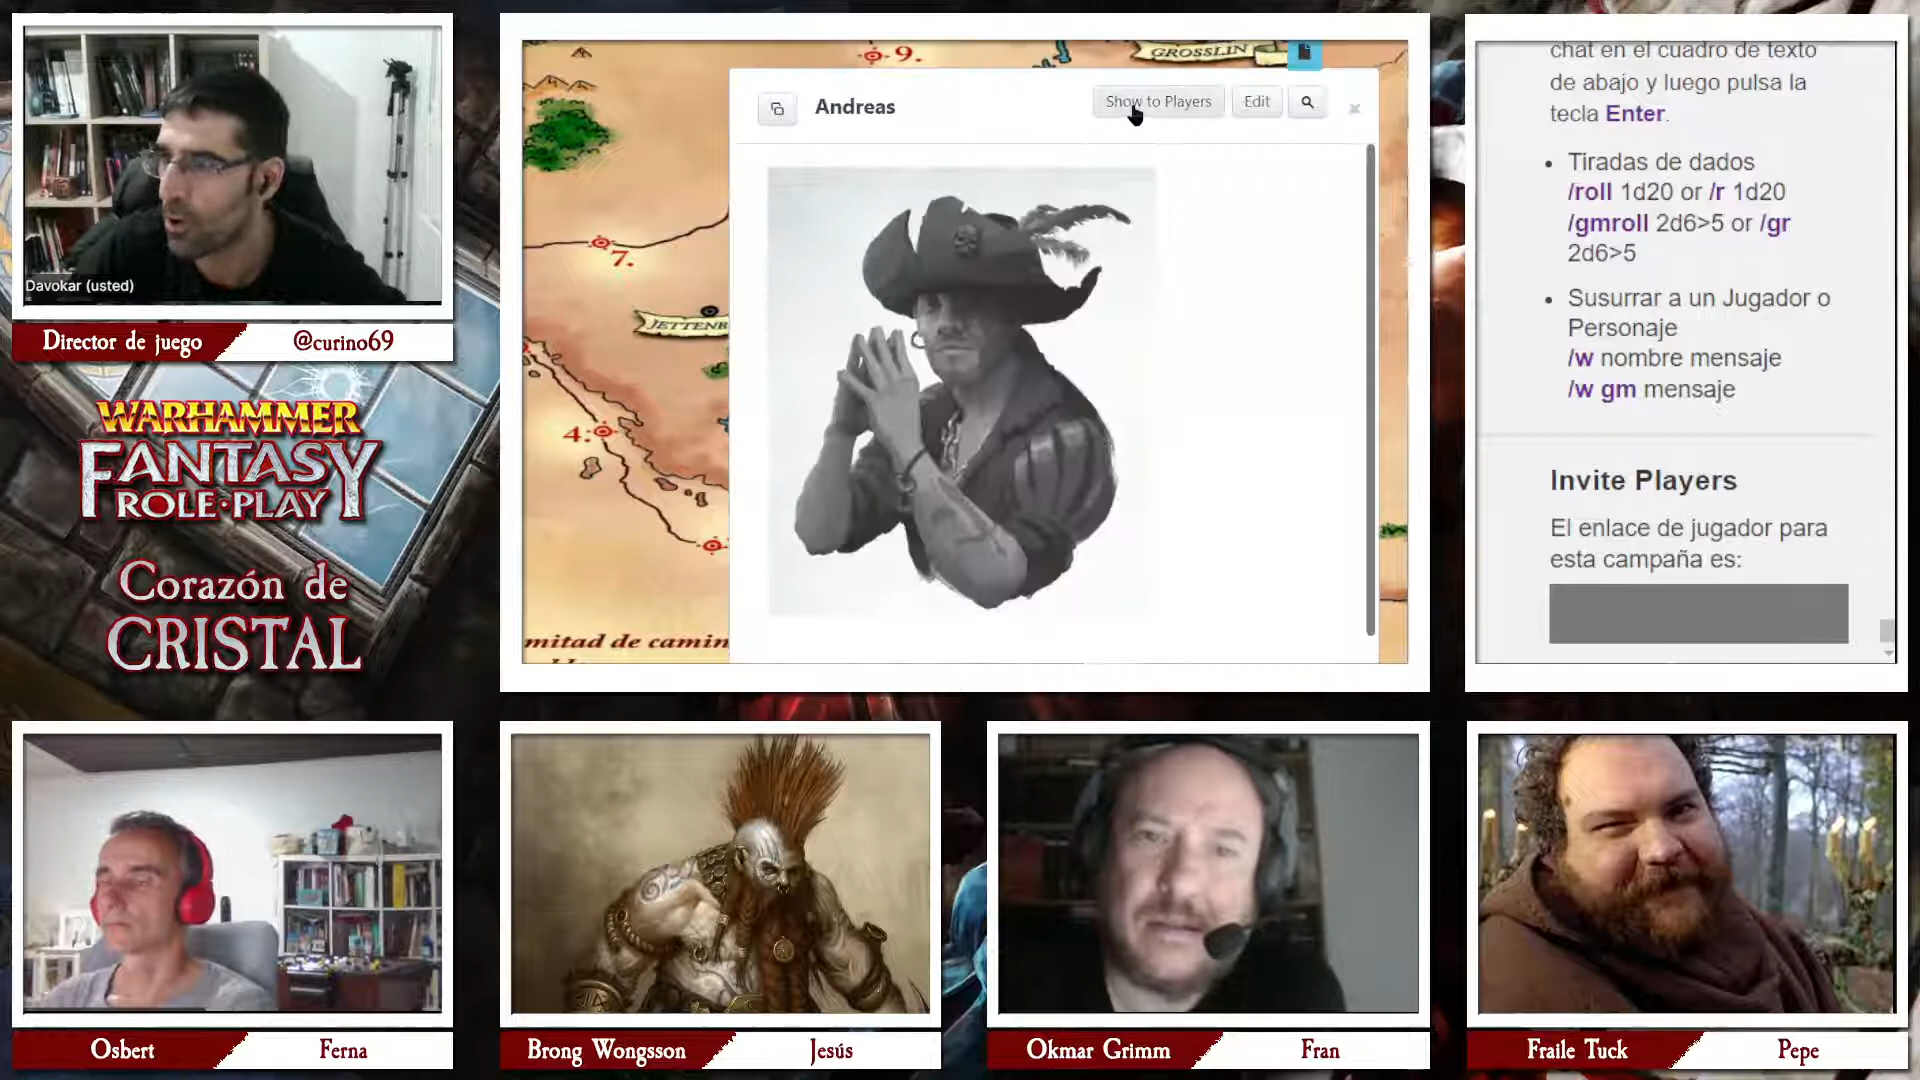 Davokar (usted)
Director de juego
@curino69
WARHAMMER
FANTASY
ROLE·PLAY
Corazón de
CRISTAL
9.
GROSSLIN
7.
4.
mitad de camin
Andreas
Show to Players
Edit
chat en el cuadro de texto
de abajo y luego pulsa la
tecla Enter.
• Tiradas de dados
/roll 1d20 or /r 1d20
/gmroll 2d6>5 or /gr
2d6>5
• Susurrar a un Jugador o
Personaje
/w nombre mensaje
/w gm mensaje
Invite Players
El enlace de jugador para
esta campaña es:
Osbert
Ferna
Brong Wongsson
Jesús
Okmar Grimm
Fran
Fraile Tuck
Pepe